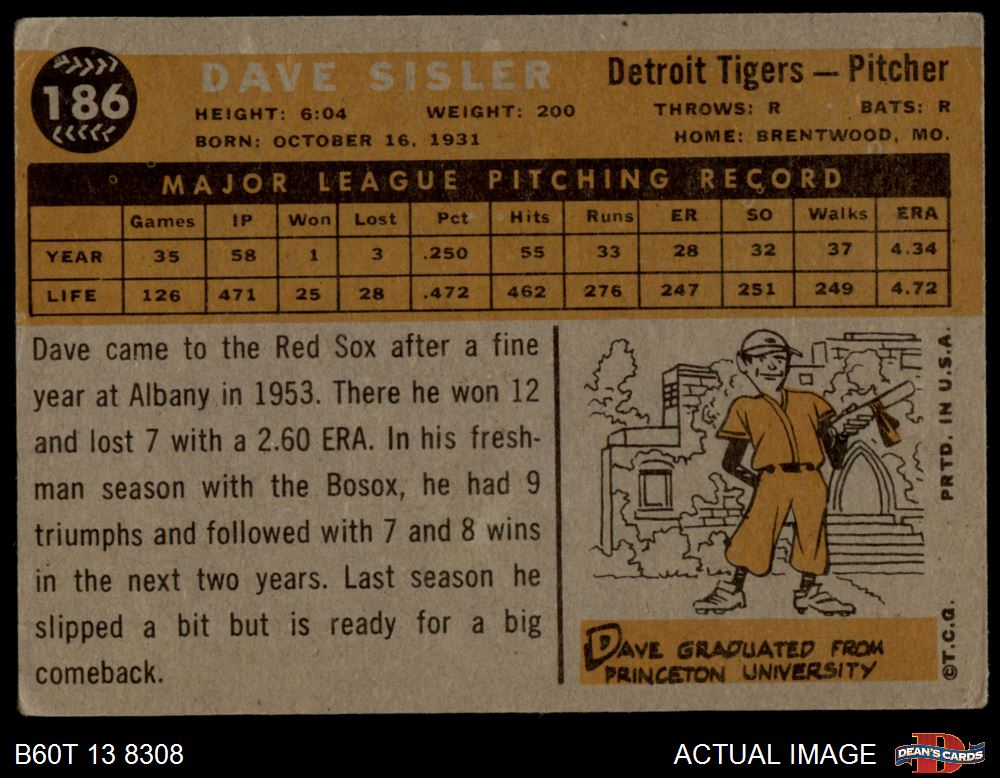 186
DAVE SISLER
Detroit Tigers — Pitcher
HEIGHT: 6:04 WEIGHT: 200 THROWS: R BATS: R
BORN: OCTOBER 16, 1931 HOME: BRENTWOOD, MO.
MAJOR LEAGUE PITCHING RECORD
Games IP Won Lost Pct Hits Runs ER SO Walks ERA
YEAR 35 58 1 3 .250 55 33 28 32 37 4.34
LIFE 126 471 25 28 .472 462 276 247 251 249 4.72
Dave came to the Red Sox after a fine
year at Albany in 1953. There he won 12
and lost 7 with a 2.60 ERA. In his fresh-
man season with the Bosox, he had 9
triumphs and followed with 7 and 8 wins
in the next two years. Last season he
slipped a bit but is ready for a big
comeback.
DAVE GRADUATED FROM
PRINCETON UNIVERSITY
©T.C.G. PRTD. IN U.S.A.
B60T 13 8308
ACTUAL IMAGE
D
DEAN'S CARDS